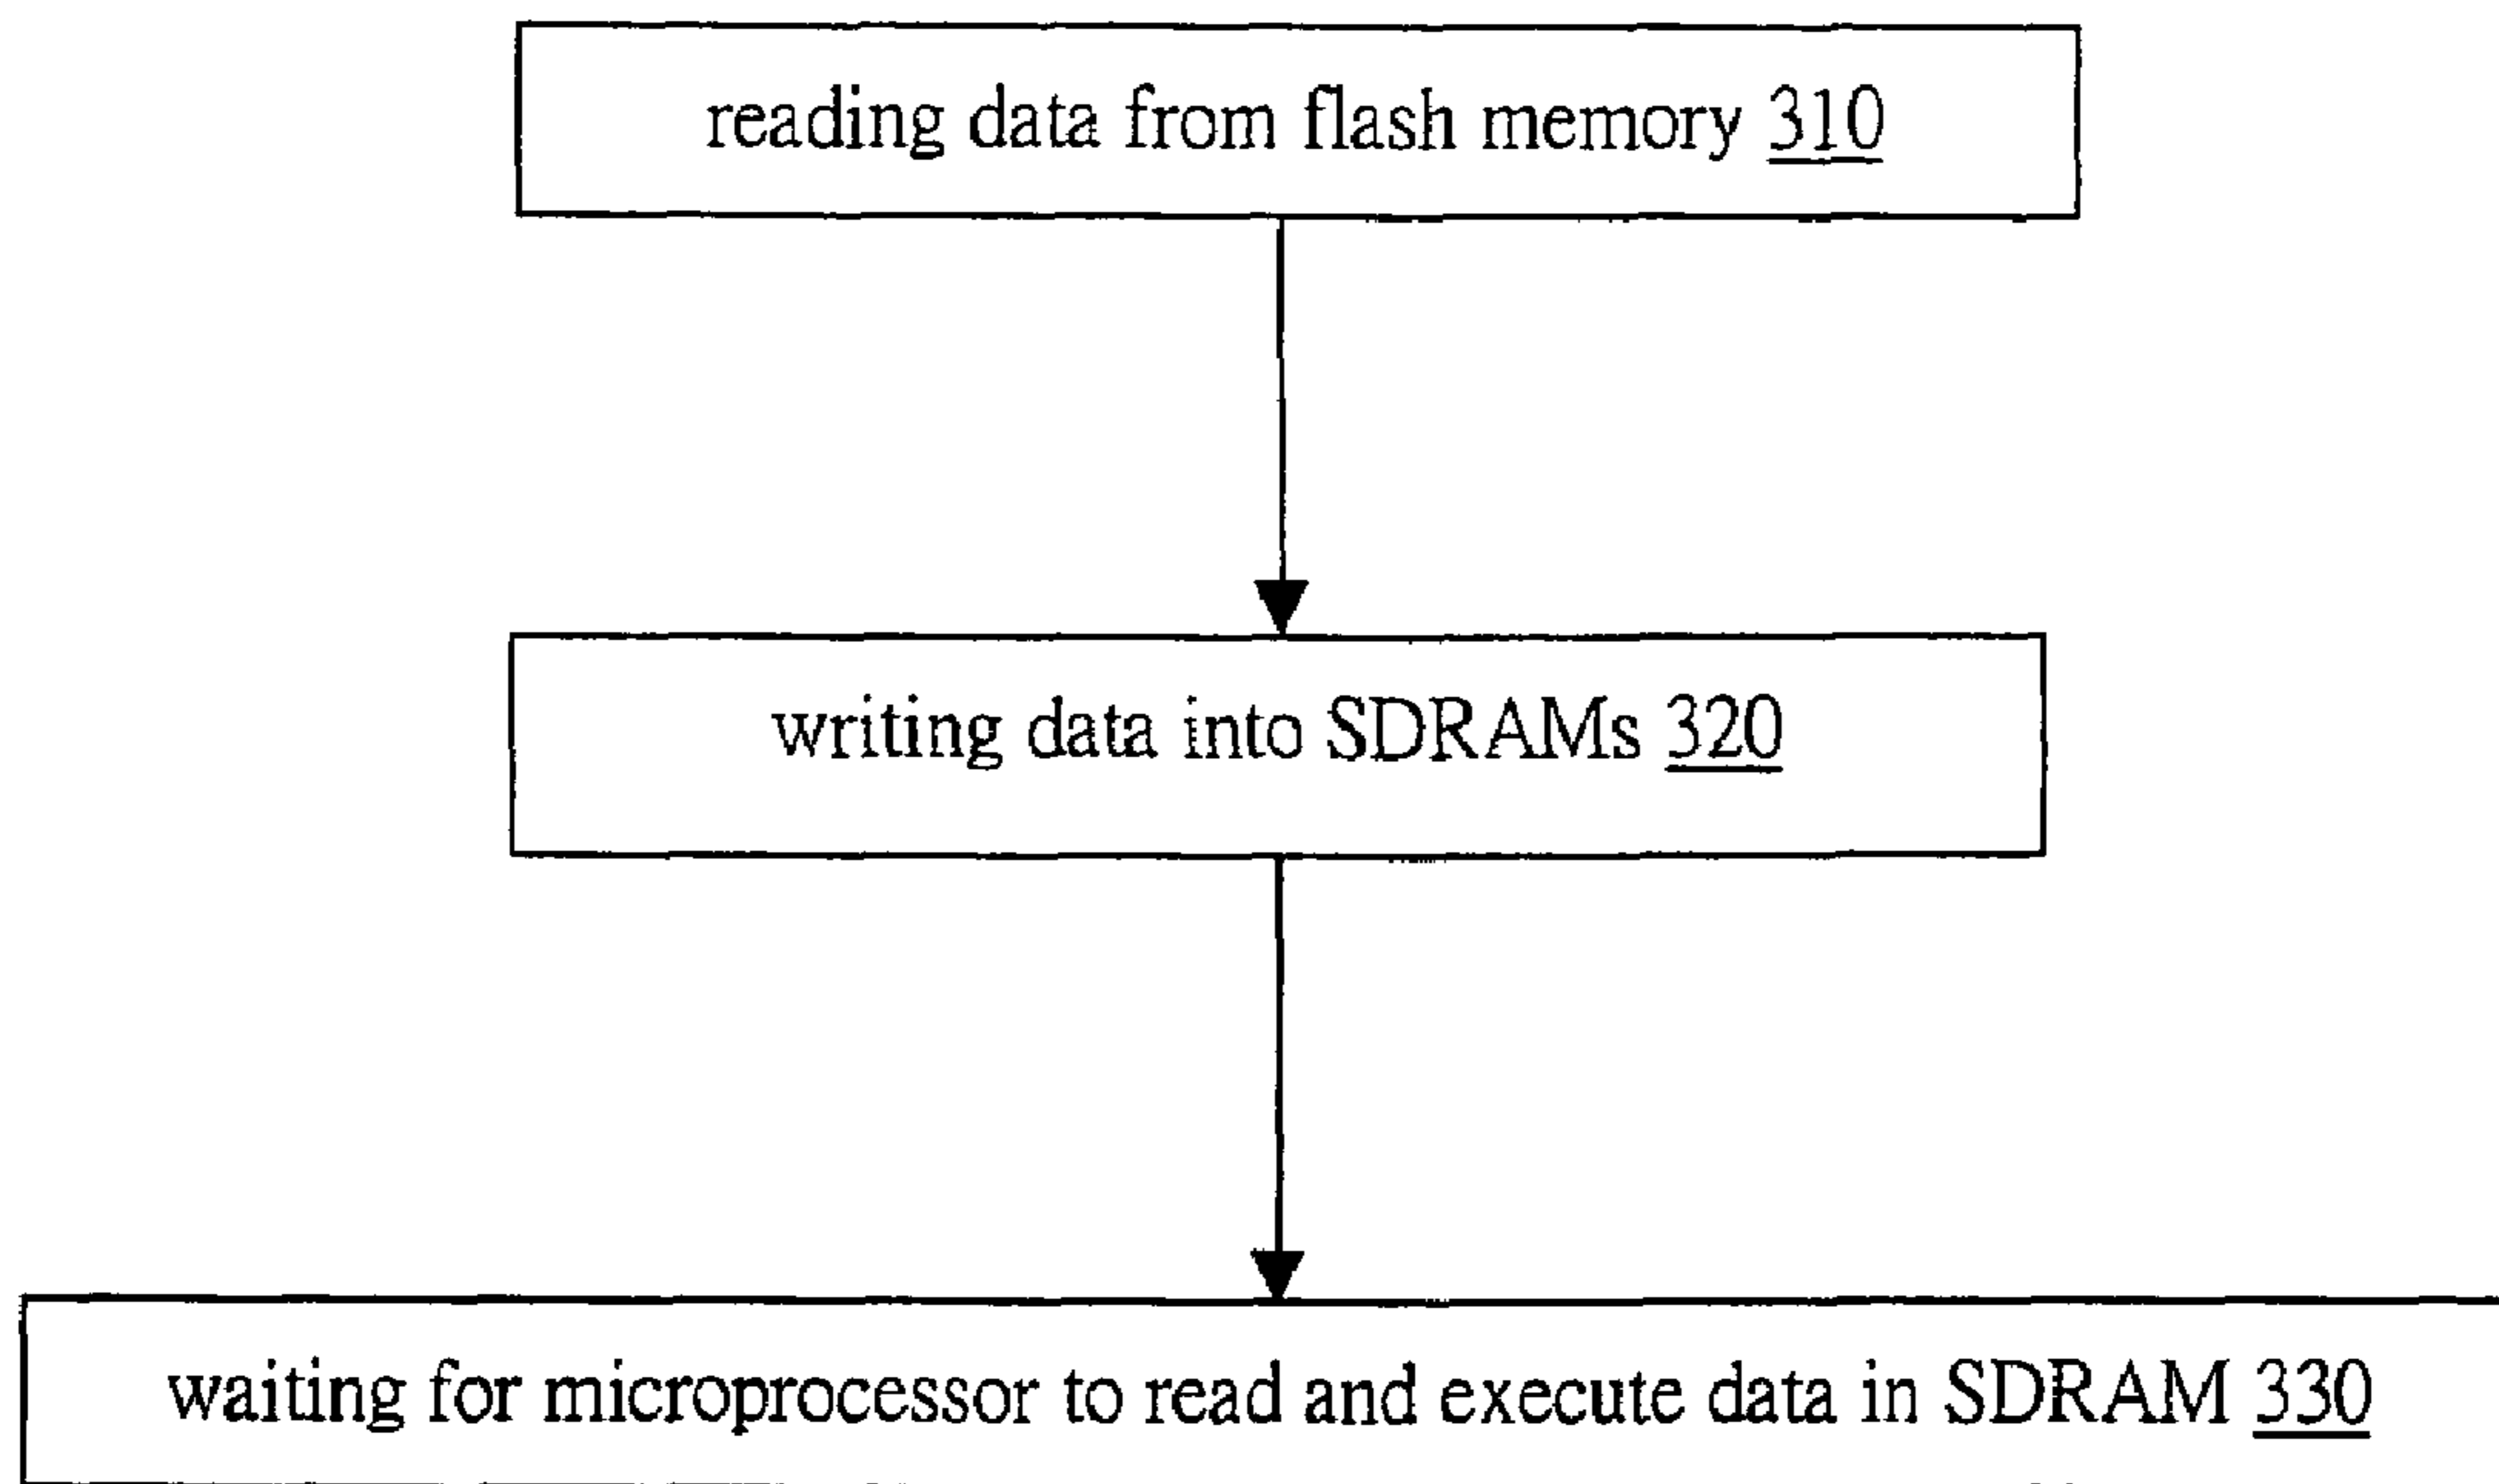 reading data from flash memory 310
writing data into SDRAMs 320
waiting for microprocessor to read and execute data in SDRAM 330